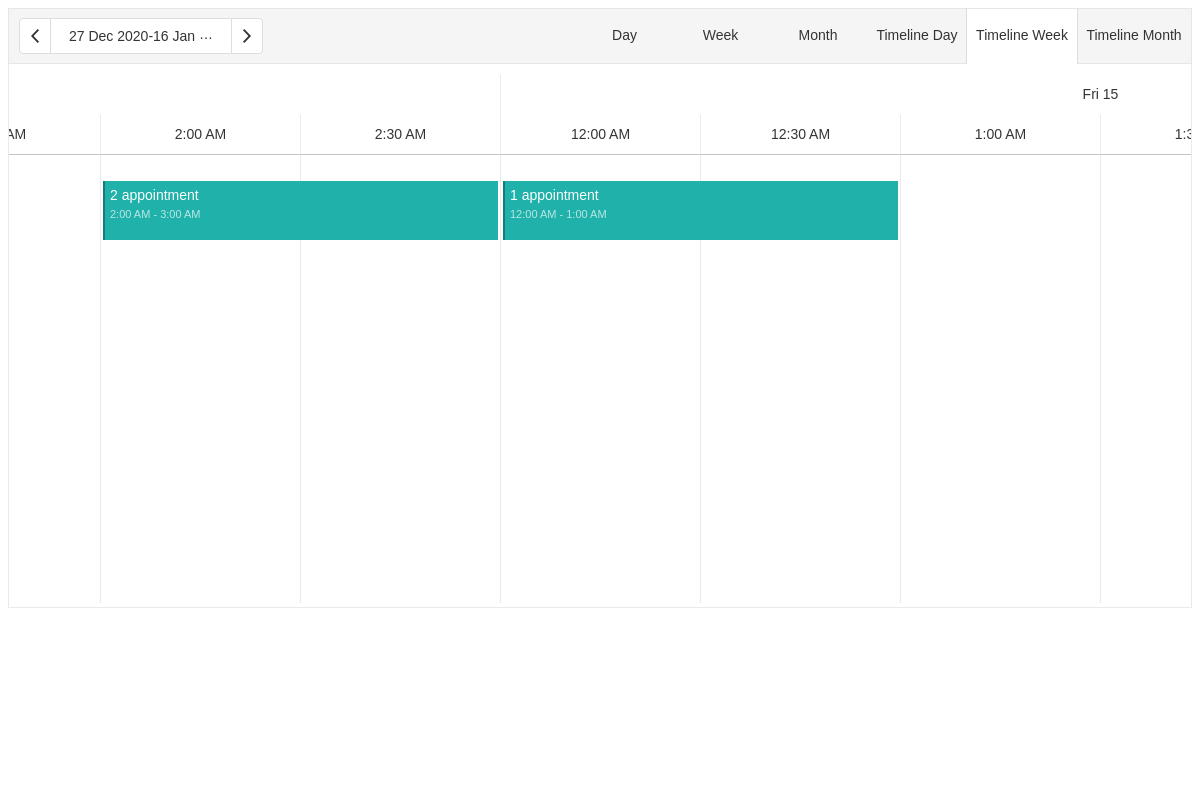 27 Dec 2020-16 Jan ...
Day
Week
Month
Timeline Day
Timeline Week
Timeline Month
Fri 15
AM
2:00 AM
2:30 AM
12:00 AM
12:30 AM
1:00 AM
1:3
2 appointment
2:00 AM - 3:00 AM
1 appointment
12:00 AM - 1:00 AM